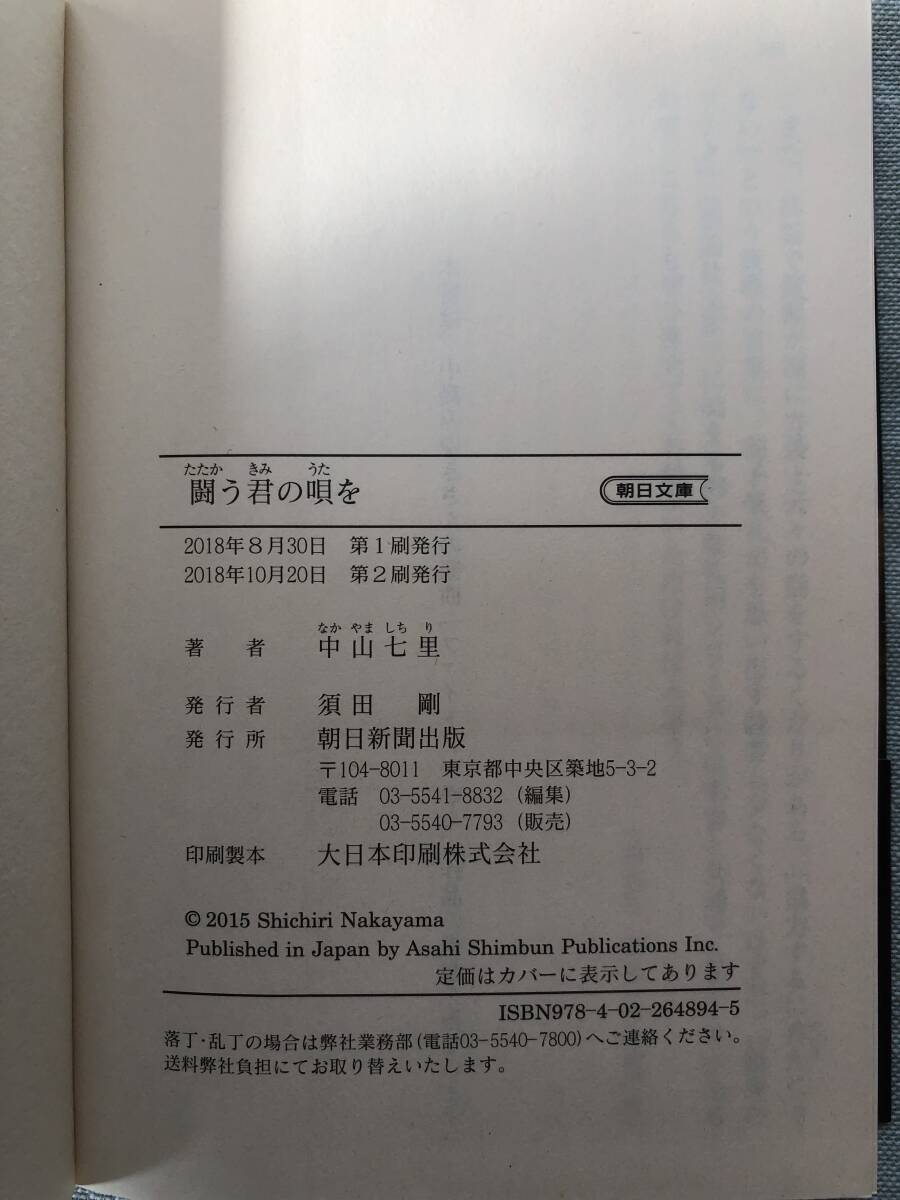 たたか きみ うた
闘う君の唄を
朝日文庫
2018年8月30日 第1刷発行
2018年10月20日 第2刷発行
なか やま しち り
著者 中山七里
発行者 須田 剛
発行所 朝日新聞出版
〒104-8011 東京都中央区築地5-3-2
電話 03-5541-8832(編集)
03-5540-7793(販売)
印刷製本 大日本印刷株式会社
© 2015 Shichiri Nakayama
Published in Japan by Asahi Shimbun Publications Inc.
定価はカバーに表示してあります
ISBN978-4-02-264894-5
落丁・乱丁の場合は弊社業務部(電話03-5540-7800)へご連絡ください。
送料弊社負担にてお取り替えいたします。